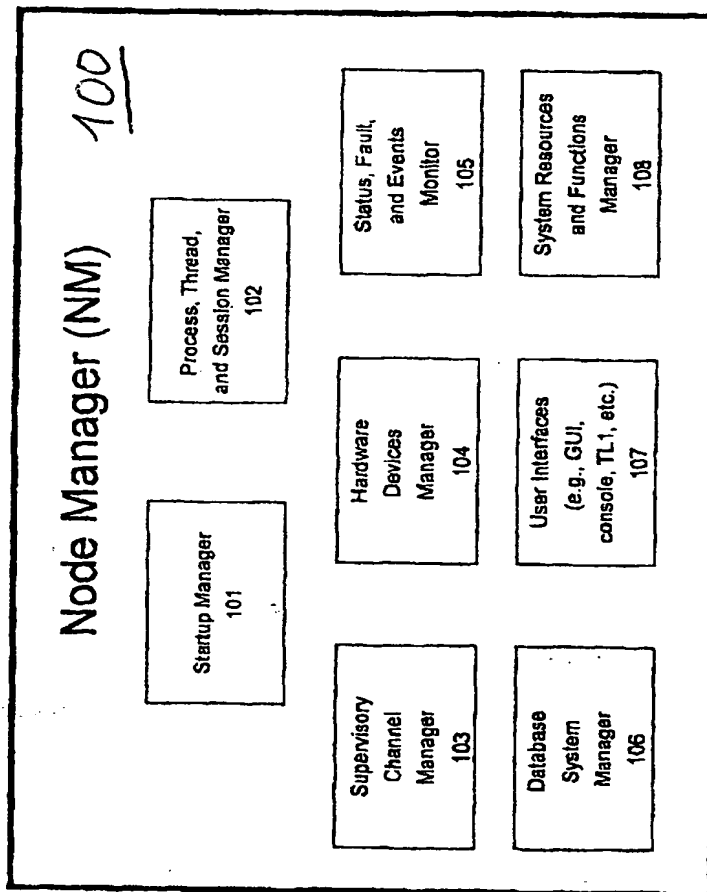 Node Manager (NM)
100
Startup Manager
101
Process, Thread,
and Session Manager
102
Supervisory
Channel
Manager
103
Hardware
Devices
Manager
104
Status, Fault,
and Events
Monitor
105
Database
System
Manager
106
User Interfaces
(e.g., GUI,
console, TL1, etc.)
107
System Resources
and Functions
Manager
108